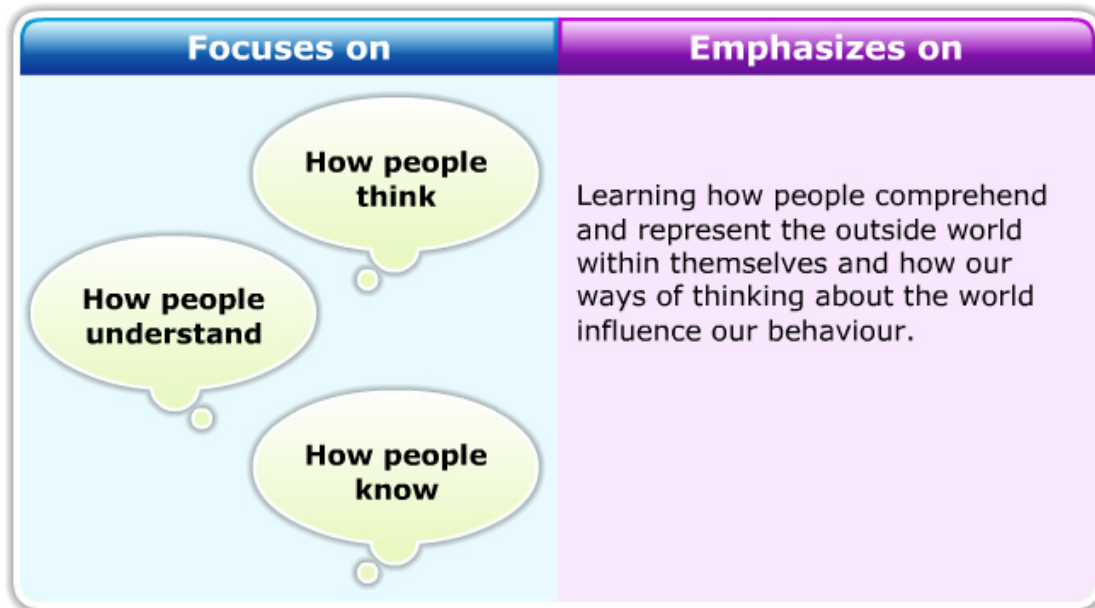 Focuses on
Emphasizes on
How people
think
How people
understand
How people
know
Learning how people comprehend
and represent the outside world
within themselves and how our
ways of thinking about the world
influence our behaviour.